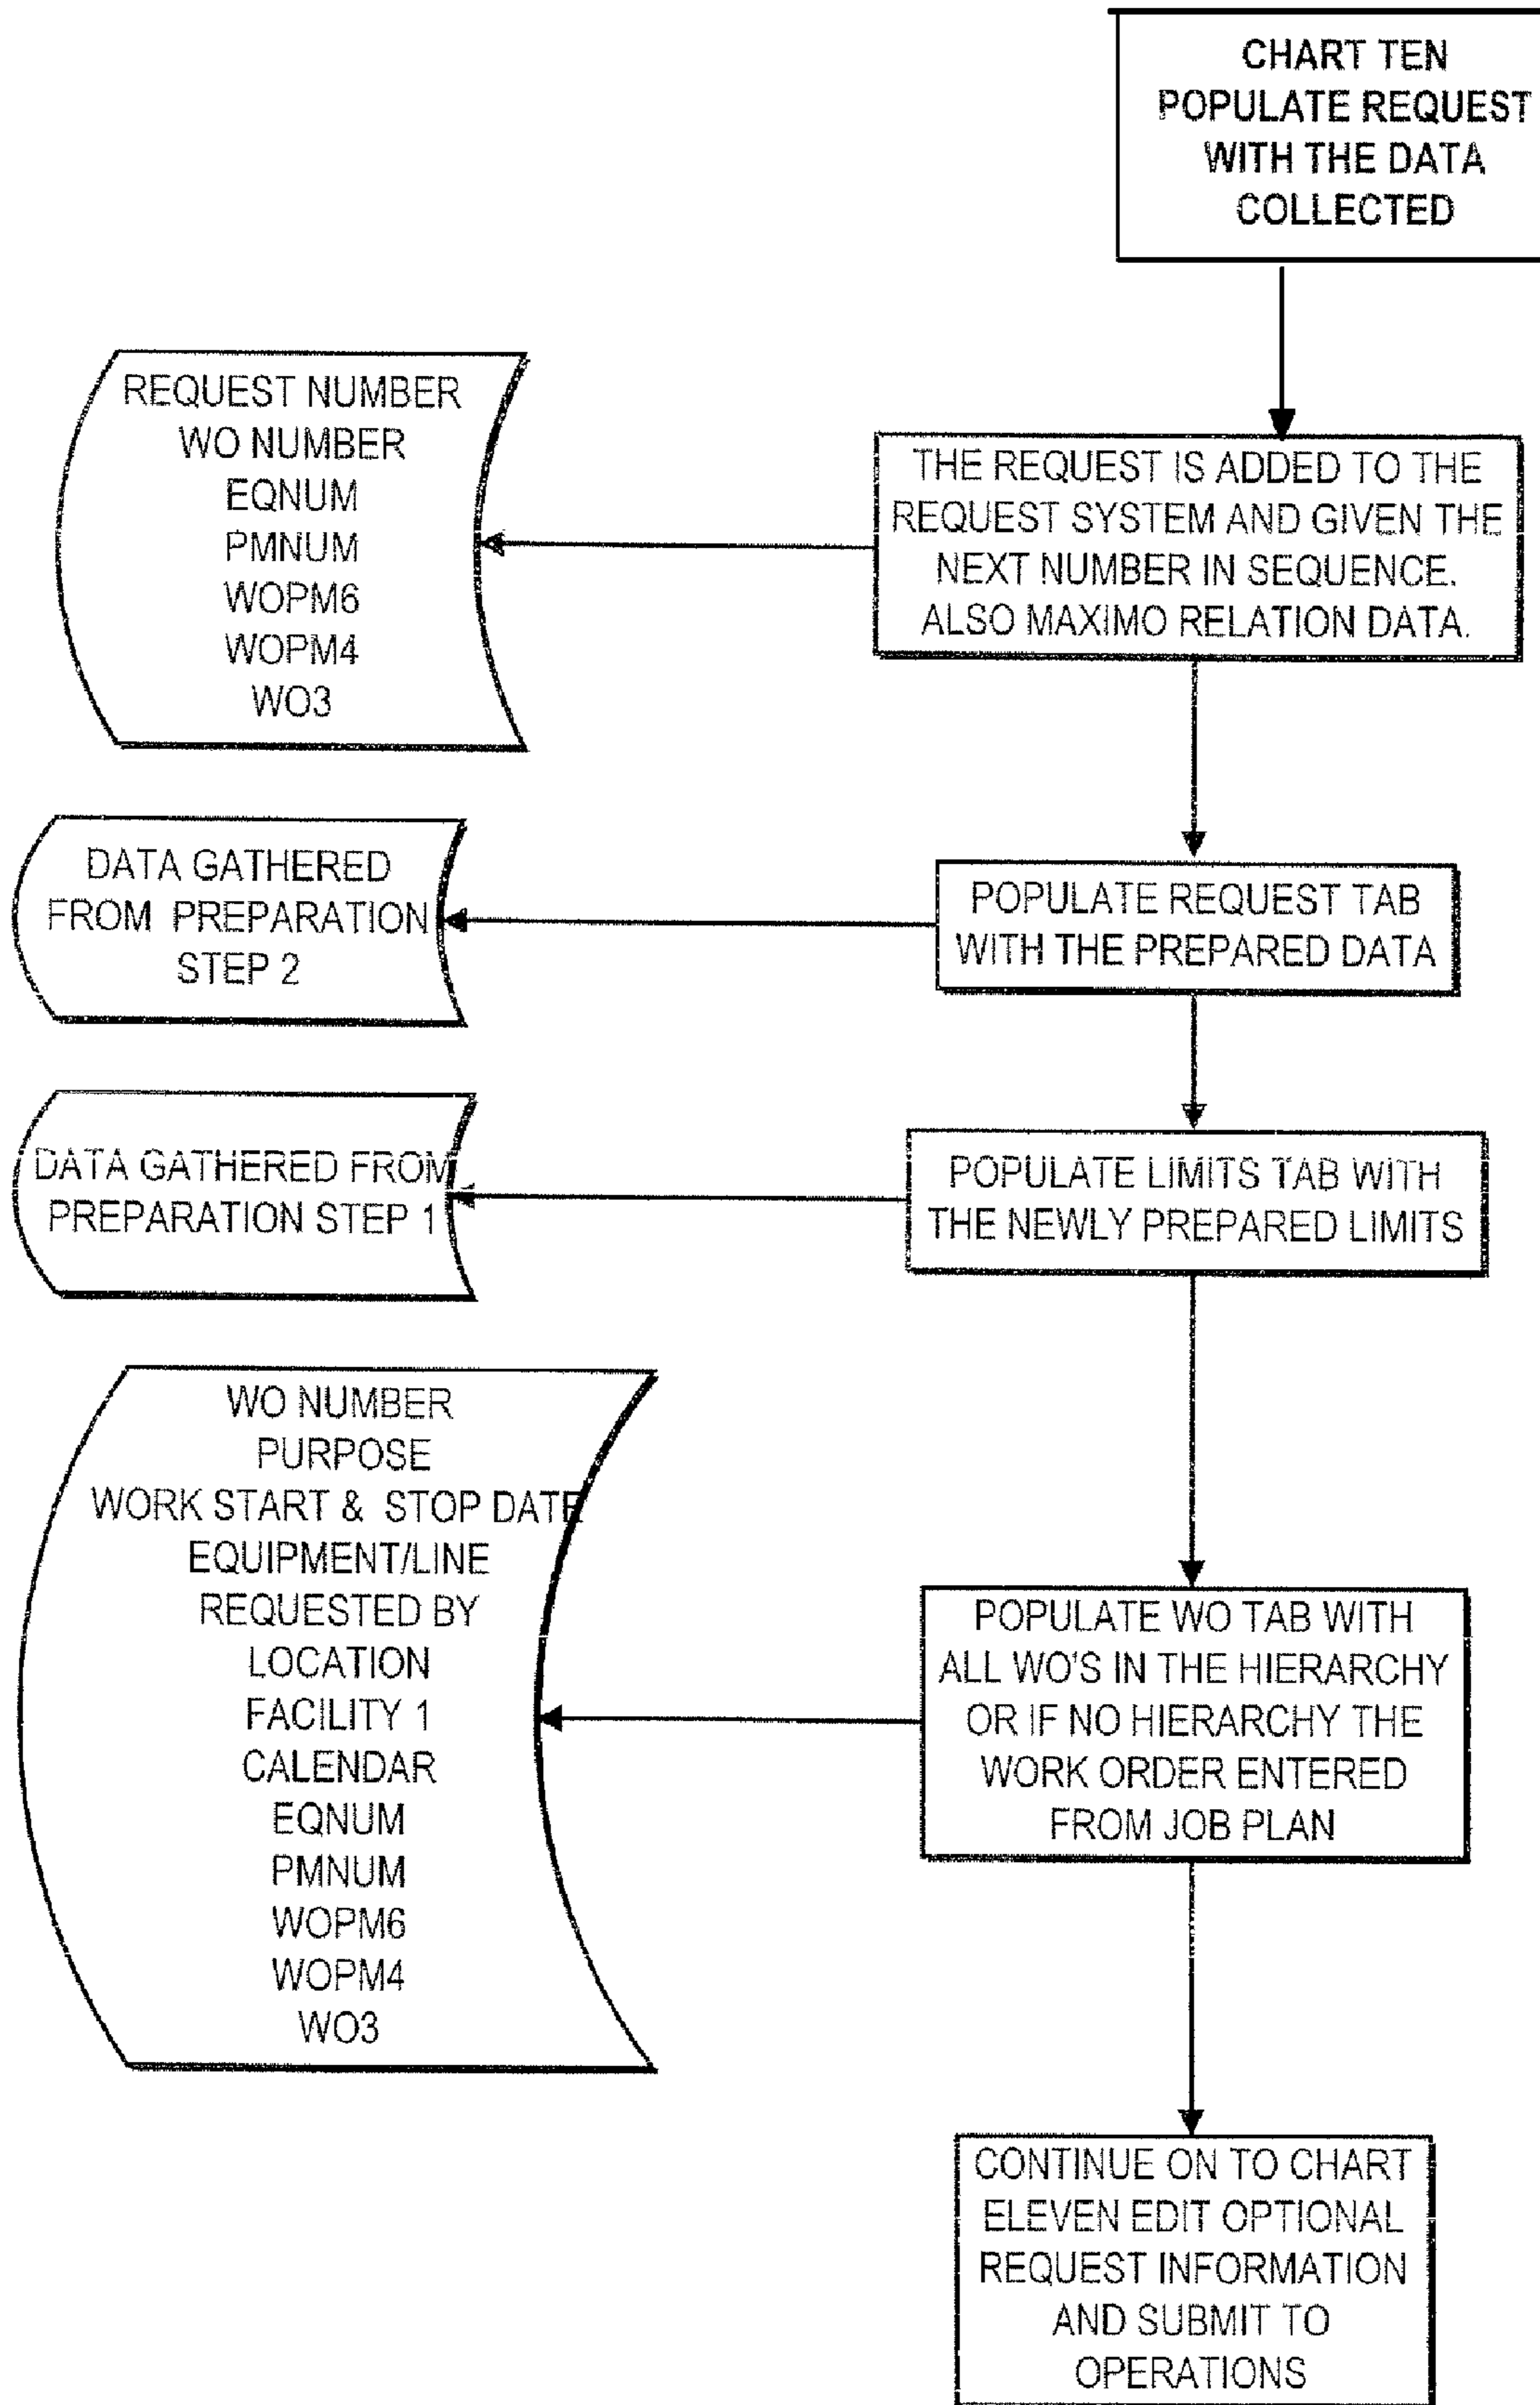 CHART TEN
POPULATE REQUEST
WITH THE DATA
COLLECTED
REQUEST NUMBER
WO NUMBER
EQNUM
PMNUM
WOPM6
WOPM4
WO3
THE REQUEST IS ADDED TO THE
REQUEST SYSTEM AND GIVEN THE
NEXT NUMBER IN SEQUENCE.
ALSO MAXIMO RELATION DATA.
DATA GATHERED
FROM PREPARATION
STEP 2
POPULATE REQUEST TAB
WITH THE PREPARED DATA
DATA GATHERED FROM
PREPARATION STEP 1
POPULATE LIMITS TAB WITH
THE NEWLY PREPARED LIMITS
WO NUMBER
PURPOSE
WORK START & STOP DATE
EQUIPMENT/LINE
REQUESTED BY
LOCATION
FACILITY 1
CALENDAR
EQNUM
PMNUM
WOPM6
WOPM4
WO3
POPULATE WO TAB WITH
ALL WO'S IN THE HIERARCHY
OR IF NO HIERARCHY THE
WORK ORDER ENTERED
FROM JOB PLAN
CONTINUE ON TO CHART
ELEVEN EDIT OPTIONAL
REQUEST INFORMATION
AND SUBMIT TO
OPERATIONS